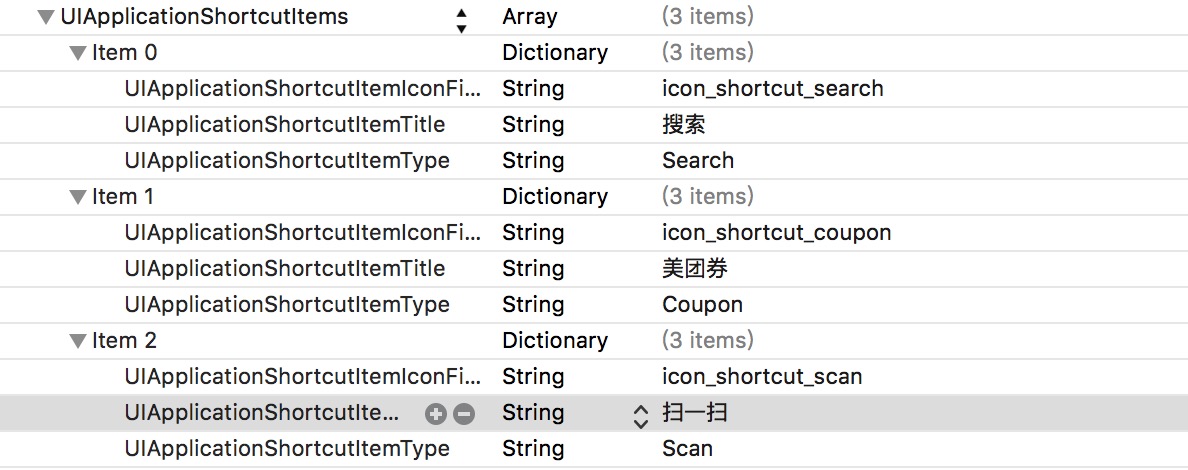 UIApplicationShortcutItems Array (3 items)
Item 0 Dictionary (3 items)
UIApplicationShortcutItemIconFi... String icon_shortcut_search
UIApplicationShortcutItemTitle String 搜索
UIApplicationShortcutItemType String Search
Item 1 Dictionary (3 items)
UIApplicationShortcutItemIconFi... String icon_shortcut_coupon
UIApplicationShortcutItemTitle String 美团券
UIApplicationShortcutItemType String Coupon
Item 2 Dictionary (3 items)
UIApplicationShortcutItemIconFi... String icon_shortcut_scan
UIApplicationShortcutIte... String 扫一扫
UIApplicationShortcutItemType String Scan